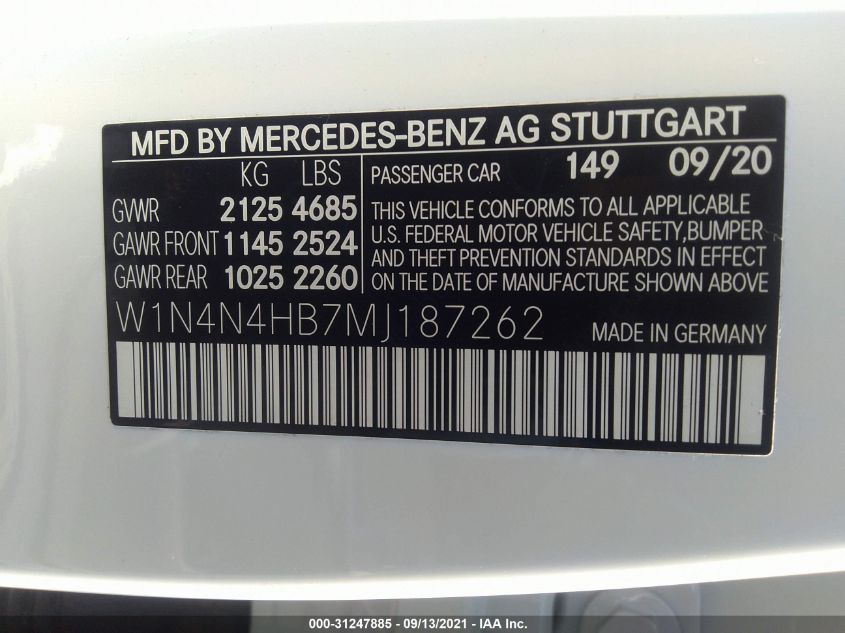 MFD BY MERCEDES-BENZ AG STUTTGART
KG LBS
GVWR 2125 4685
GAWR FRONT 1145 2524
GAWR REAR 1025 2260
PASSENGER CAR 149 09/20
THIS VEHICLE CONFORMS TO ALL APPLICABLE
U.S. FEDERAL MOTOR VEHICLE SAFETY,BUMPER
AND THEFT PREVENTION STANDARDS IN EFFECT
ON THE DATE OF MANUFACTURE SHOWN ABOVE
W1N4N4HB7MJ187262 MADE IN GERMANY
000-31247885 - 09/13/2021 - IAA Inc.